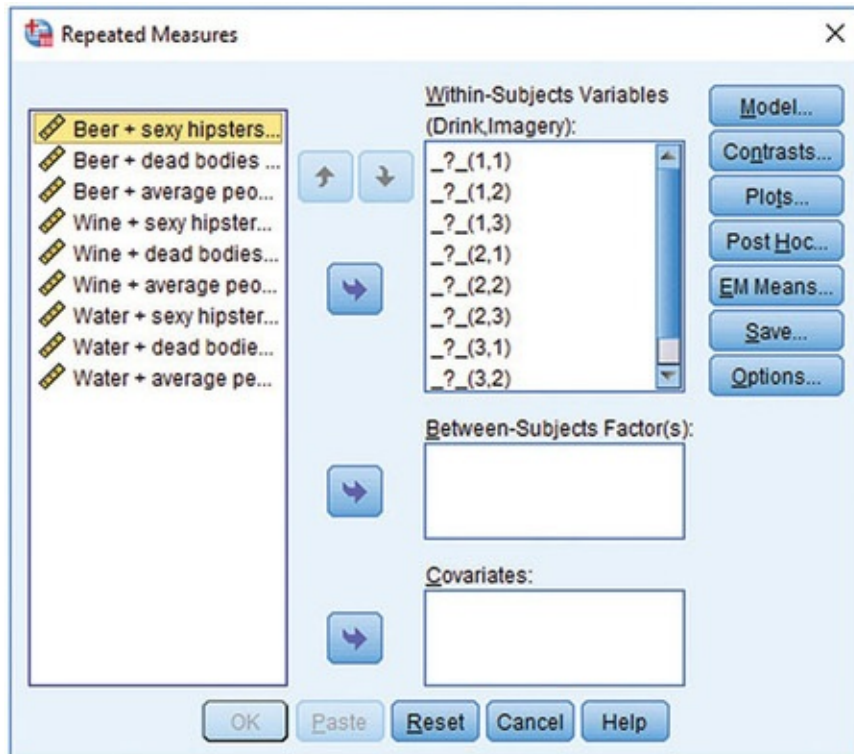 Repeated Measures
Beer + sexy hipsters...
Beer + dead bodies ...
Beer + average peo...
Wine + sexy hipster...
Wine + dead bodies...
Wine + average peo...
Water + sexy hipster...
Water + dead bodie...
Water + average pe...
Within-Subjects Variables
(Drink,Imagery):
_?_(1,1)
_?_(1,2)
_?_(1,3)
_?_(2,1)
_?_(2,2)
_?_(2,3)
_?_(3,1)
_?_(3,2)
Between-Subjects Factor(s):
Covariates:
Model...
Contrasts...
Plots...
Post Hoc...
EM Means...
Save...
Options...
OK Paste Reset Cancel Help